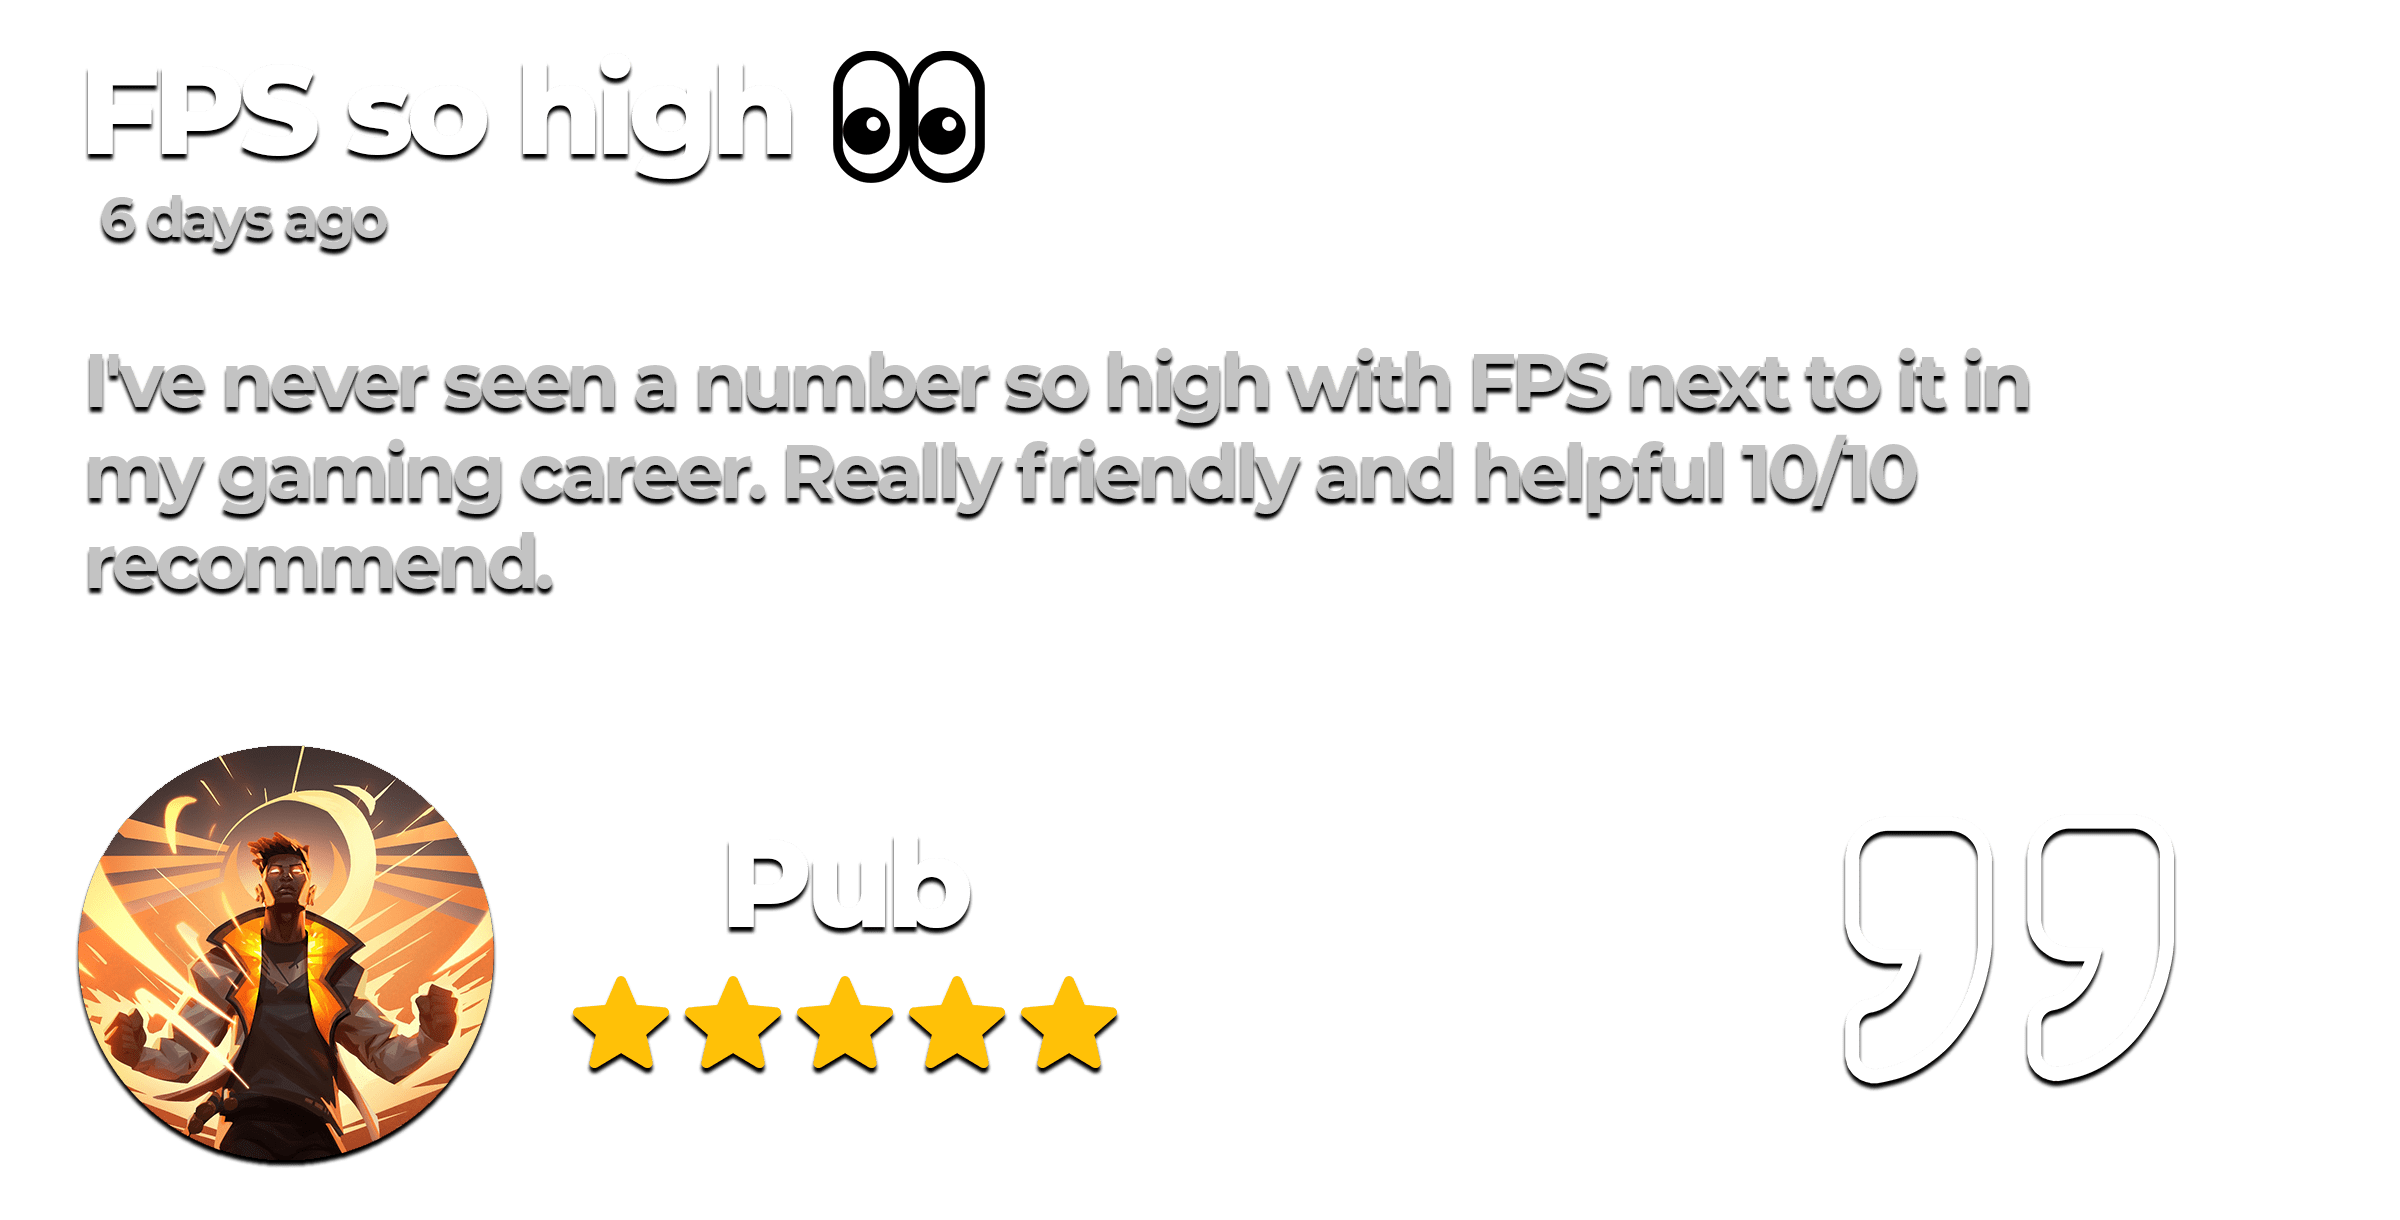 FPS so high 👀
6 days ago
I've never seen a number so high with FPS next to it in
my gaming career. Really friendly and helpful 10/10
recommend.
Pub
”